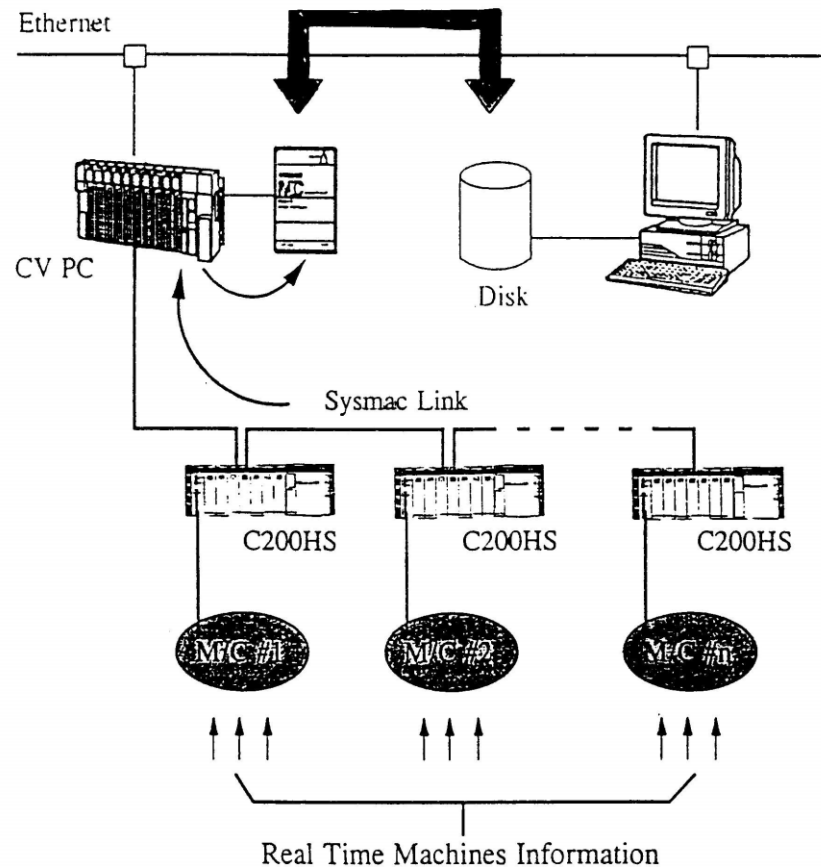 Ethernet
CV PC
Disk
Sysmac Link
C200HS
C200HS
C200HS
M/C #1
M/C #2
M/C #n
Real Time Machines Information